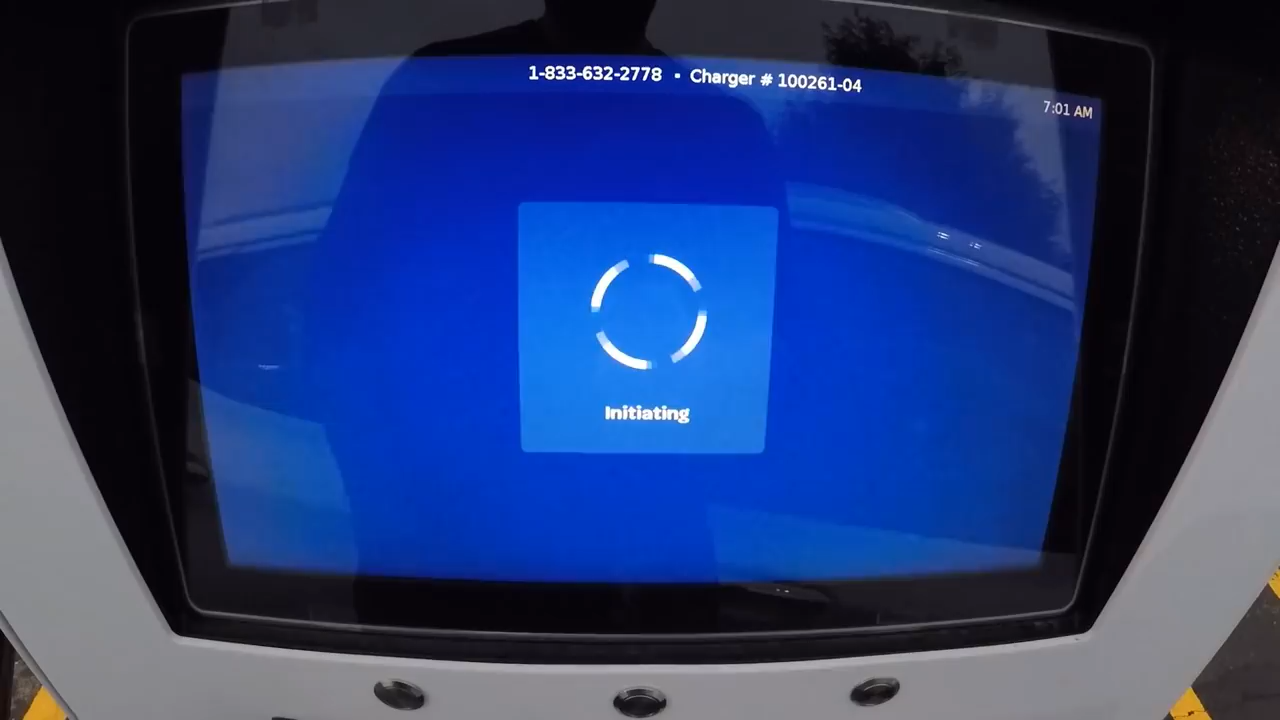 1-833-632-2778 ▪ Charger # 100261-04
7:01 AM
Initiating